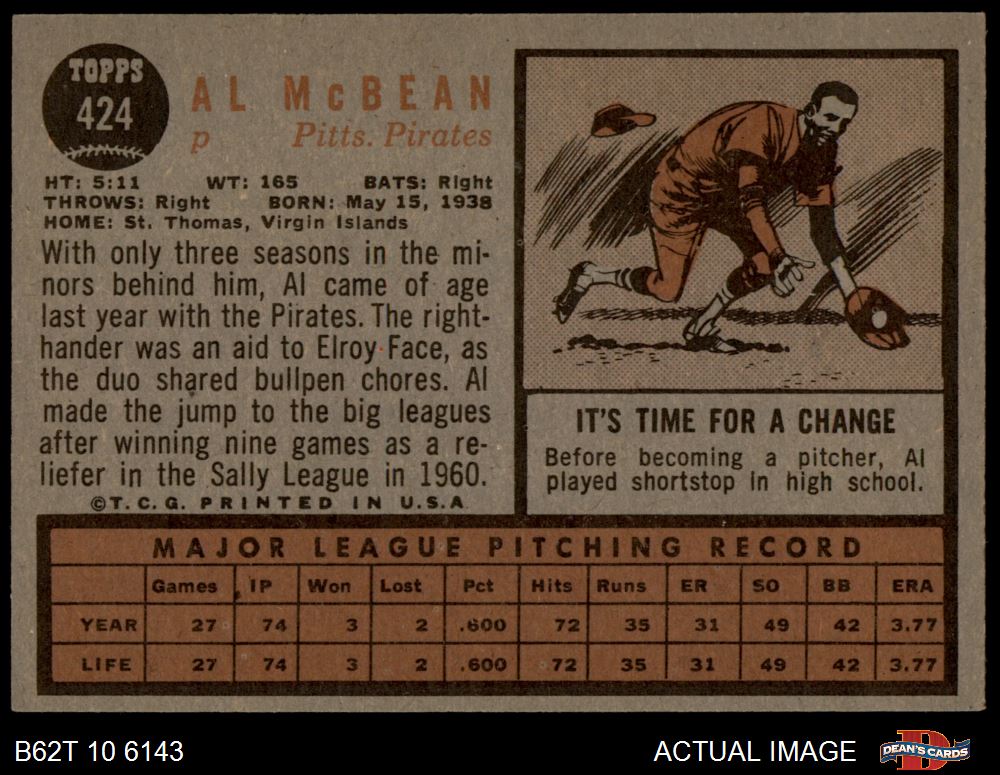 TOPPS
424
AL McBEAN
p Pitts. Pirates
HT: 5:11 WT: 165 BATS: Right
THROWS: Right BORN: May 15, 1938
HOME: St. Thomas, Virgin Islands
With only three seasons in the mi-
nors behind him, Al came of age
last year with the Pirates. The right-
hander was an aid to Elroy Face, as
the duo shared bullpen chores. Al
made the jump to the big leagues
after winning nine games as a re-
liefer in the Sally League in 1960.
©T.C.G. PRINTED IN U.S.A.
IT'S TIME FOR A CHANGE
Before becoming a pitcher, Al
played shortstop in high school.
MAJOR LEAGUE PITCHING RECORD
Games IP Won Lost Pct Hits Runs ER SO BB ERA
YEAR 27 74 3 2 .600 72 35 31 49 42 3.77
LIFE 27 74 3 2 .600 72 35 31 49 42 3.77
B62T 10 6143 ACTUAL IMAGE DEAN'S CARDS